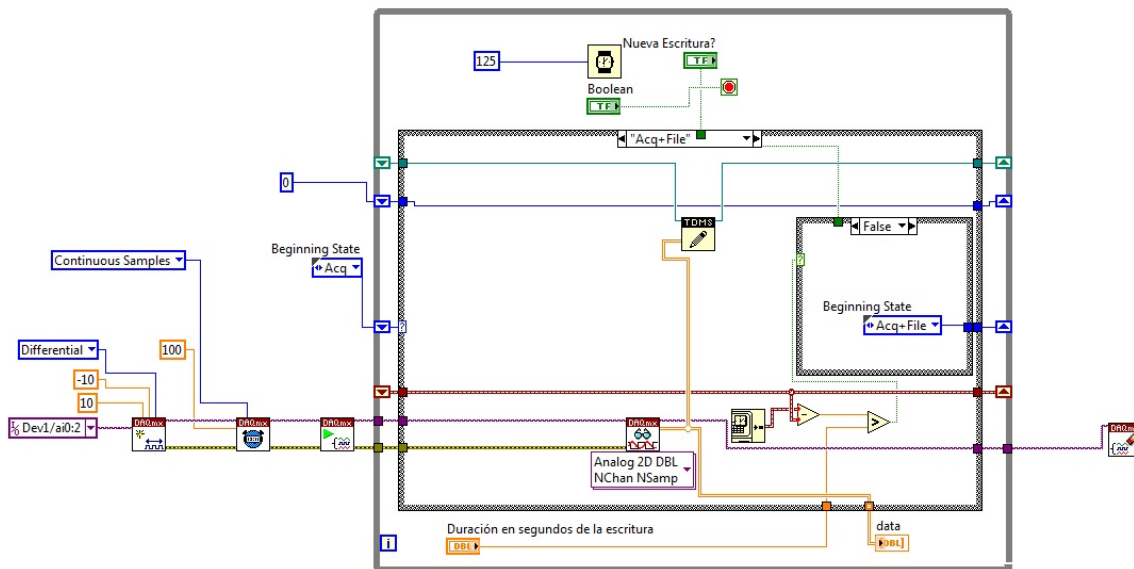 Nueva Escritura?
125
TF
Boolean
TF
"Acq+File"
0
TDMS
False
Beginning State
Continuous Samples
Acq
Beginning State
Acq+File
Differential
100
-10
10
Dev1/ai0:2
DAQmx
DAQmx
DAQmx
DAQmx
DAQmx
Analog 2D DBL
NChan NSamp
Duración en segundos de la escritura
data
DBL
DBL
i